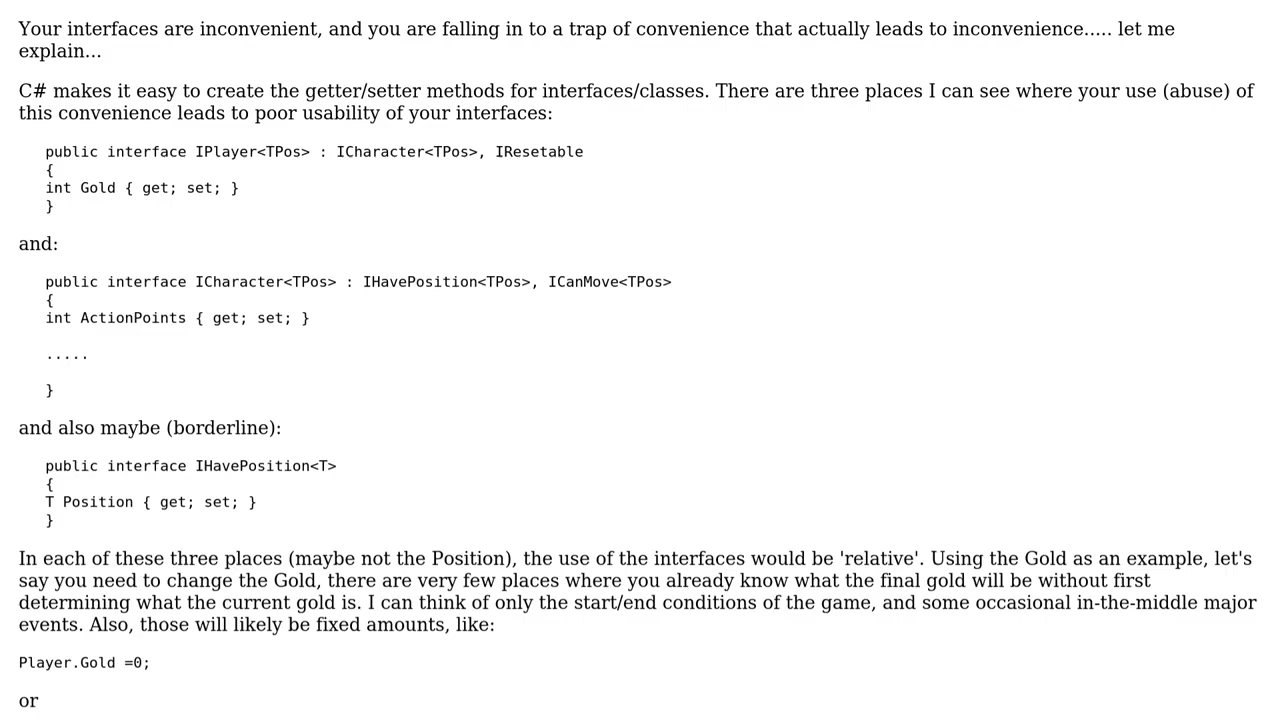 Your interfaces are inconvenient, and you are falling in to a trap of convenience that actually leads to inconvenience..... let me
explain...
C# makes it easy to create the getter/setter methods for interfaces/classes. There are three places I can see where your use (abuse) of
this convenience leads to poor usability of your interfaces:
public interface IPlayer<TPos> : ICharacter<TPos>, IResetable
{
int Gold { get; set; }
}
and:
public interface ICharacter<TPos> : IHavePosition<TPos>, ICanMove<TPos>
{
int ActionPoints { get; set; }
.....
}
and also maybe (borderline):
public interface IHavePosition<T>
{
T Position { get; set; }
}
In each of these three places (maybe not the Position), the use of the interfaces would be 'relative'. Using the Gold as an example, let's
say you need to change the Gold, there are very few places where you already know what the final gold will be without first
determining what the current gold is. I can think of only the start/end conditions of the game, and some occasional in-the-middle major
events. Also, those will likely be fixed amounts, like:
Player.Gold =0;
or